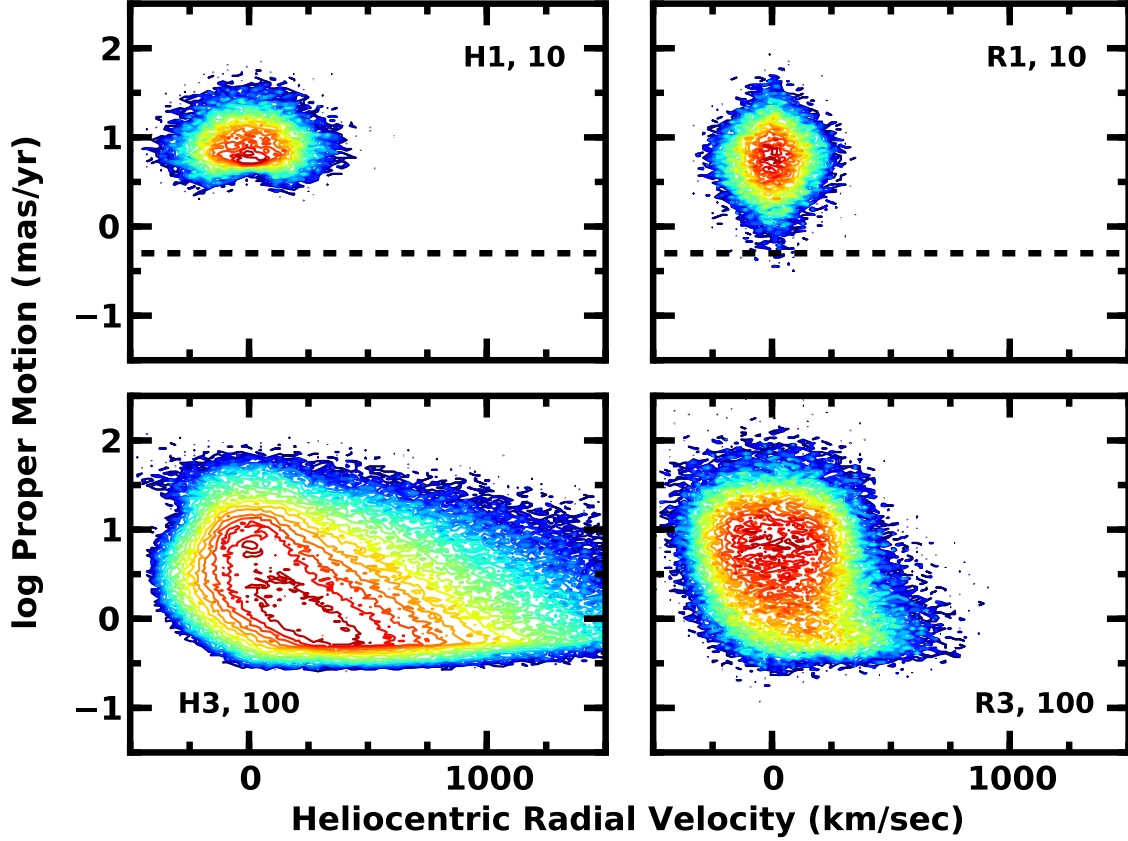 H1, 10
R1, 10
2
1
0
−1
log Proper Motion (mas/yr)
2
1
0
−1
H3, 100
R3, 100
0
1000
0
1000
Heliocentric Radial Velocity (km/sec)